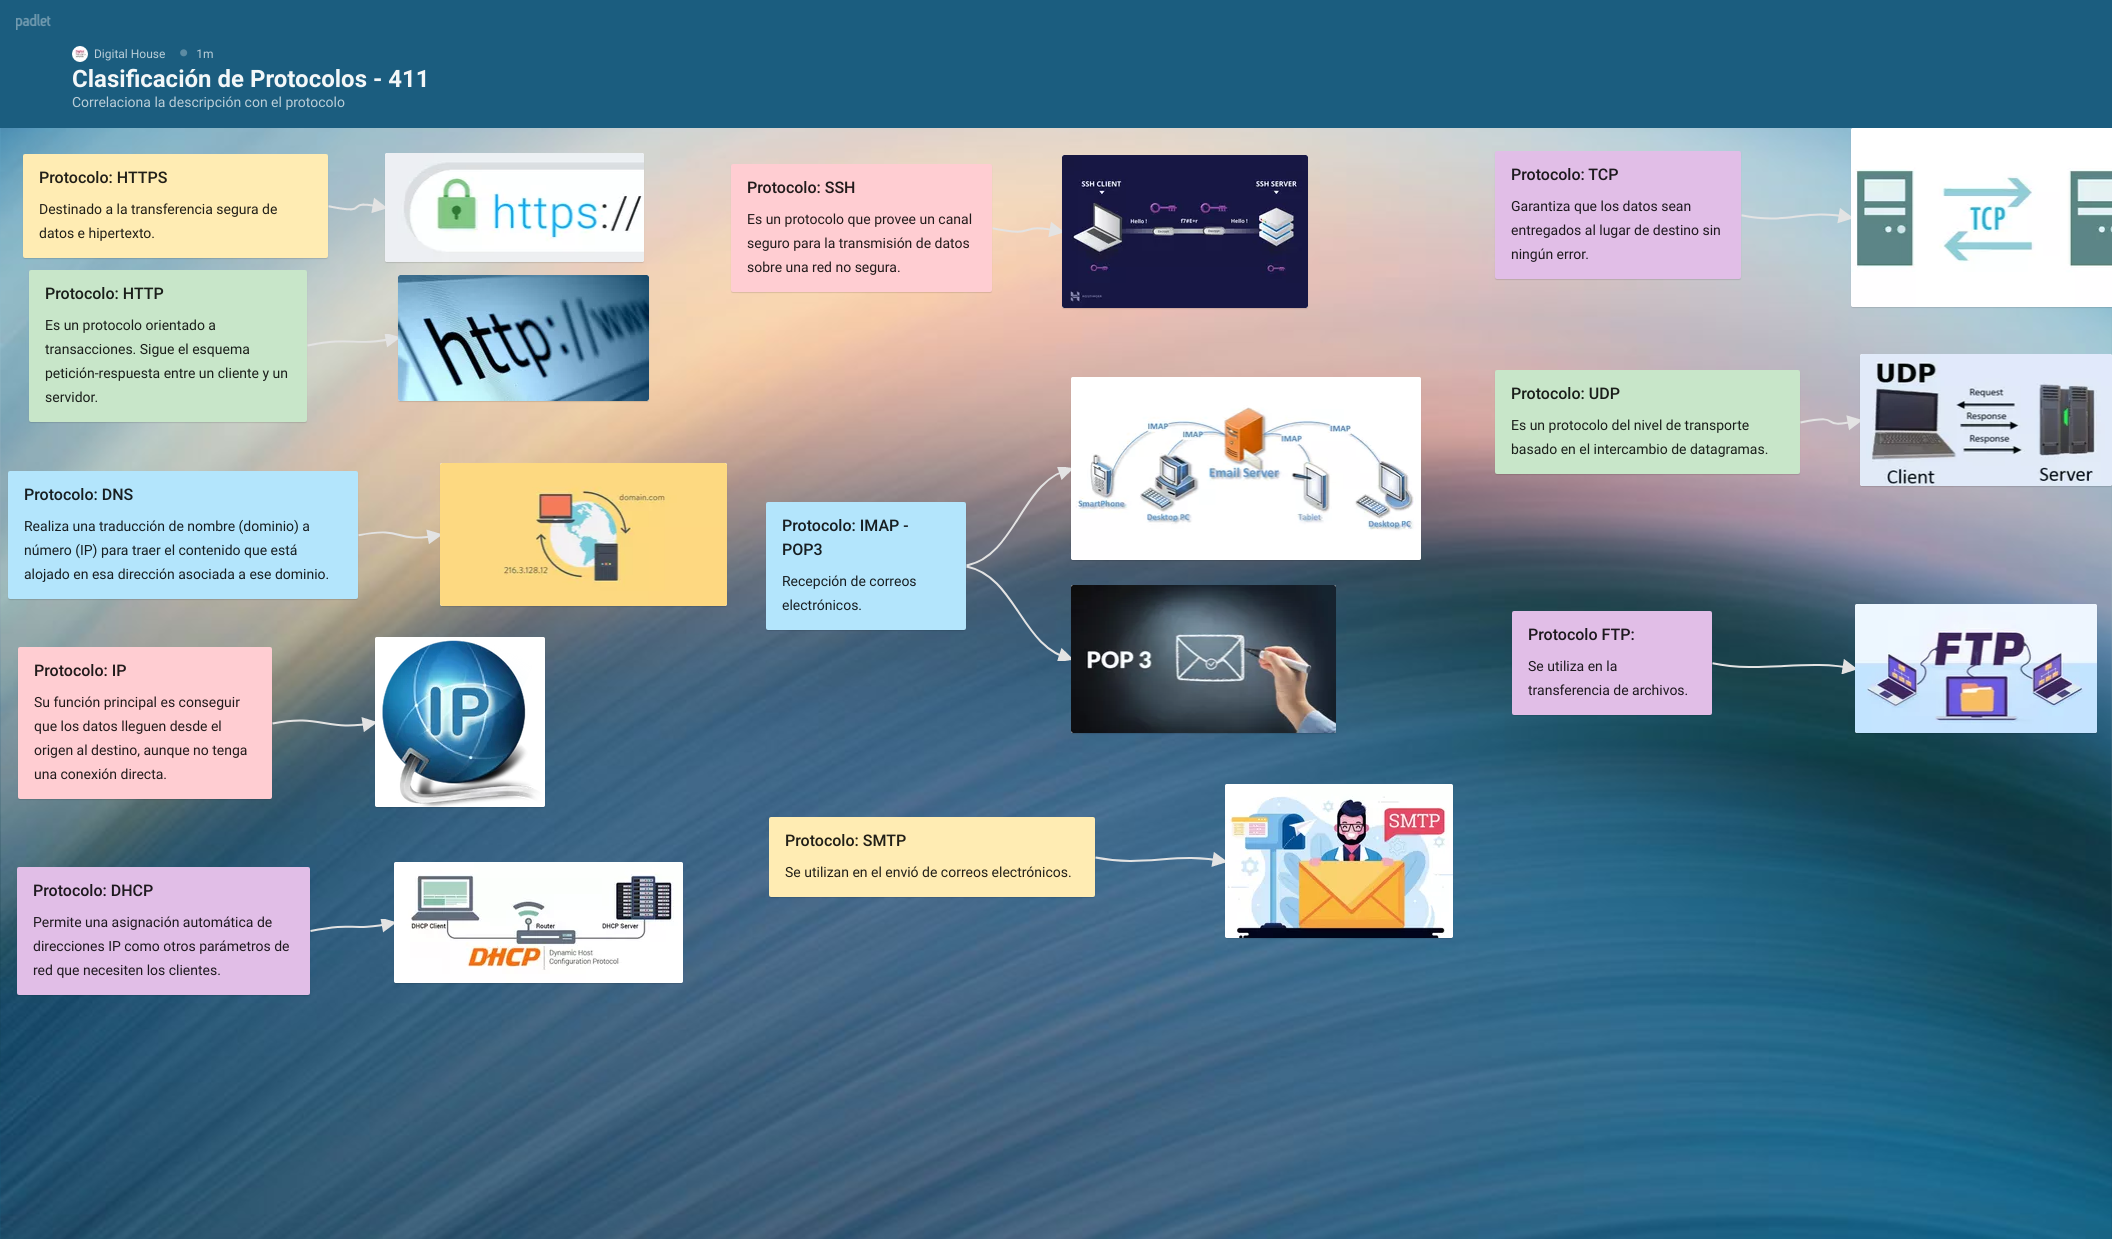 padlet
Digital House • 1m
Clasificación de Protocolos - 411
Correlaciona la descripción con el protocolo
Protocolo: HTTPS
Destinado a la transferencia segura de
datos e hipertexto.
https://
Protocolo: HTTP
Es un protocolo orientado a
transacciones. Sigue el esquema
petición-respuesta entre un cliente y un
servidor.
http://www
Protocolo: DNS
Realiza una traducción de nombre (dominio) a
número (IP) para traer el contenido que está
alojado en esa dirección asociada a ese dominio.
domain.com
216.3.128.12
Protocolo: IP
Su función principal es conseguir
que los datos lleguen desde el
origen al destino, aunque no tenga
una conexión directa.
IP
Protocolo: DHCP
Permite una asignación automática de
direcciones IP como otros parámetros de
red que necesiten los clientes.
DHCP Client
Router
DHCP Server
DHCP
Dynamic Host
Configuration Protocol
Protocolo: SSH
Es un protocolo que provee un canal
seguro para la transmisión de datos
sobre una red no segura.
SSH CLIENT
SSH SERVER
Hello !
f7#E+r
Hello !
Protocolo: IMAP -
POP3
Recepción de correos
electrónicos.
IMAP
IMAP
IMAP
IMAP
Email Server
SmartPhone
Desktop PC
Tablet
Desktop PC
POP 3
Protocolo: SMTP
Se utilizan en el envió de correos electrónicos.
SMTP
Protocolo: TCP
Garantiza que los datos sean
entregados al lugar de destino sin
ningún error.
TCP
Protocolo: UDP
Es un protocolo del nivel de transporte
basado en el intercambio de datagramas.
UDP
Request
Response
Response
Client
Server
Protocolo FTP:
Se utiliza en la
transferencia de archivos.
FTP